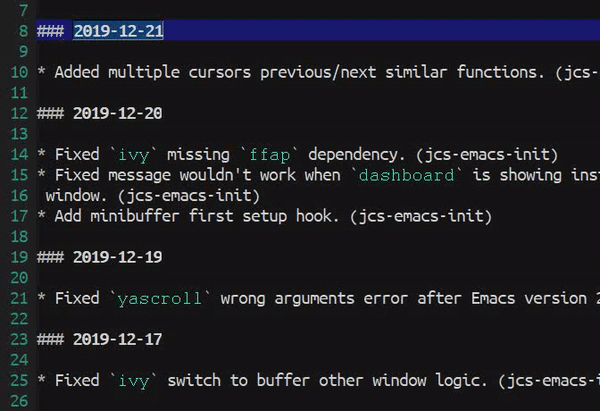 7
8 ### 2019-12-21
9
10 * Added multiple cursors previous/next similar functions. (jcs-
11
12 ### 2019-12-20
13
14 * Fixed `ivy` missing `ffap` dependency. (jcs-emacs-init)
15 * Fixed message wouldn't work when `dashboard` is showing inst
16 window. (jcs-emacs-init)
17 * Add minibuffer first setup hook. (jcs-emacs-init)
18
19 ### 2019-12-19
20
21 * Fixed `yascroll` wrong arguments error after Emacs version 2
22
23 ### 2019-12-17
24
25 * Fixed `ivy` switch to buffer other window logic. (jcs-emacs-i
26